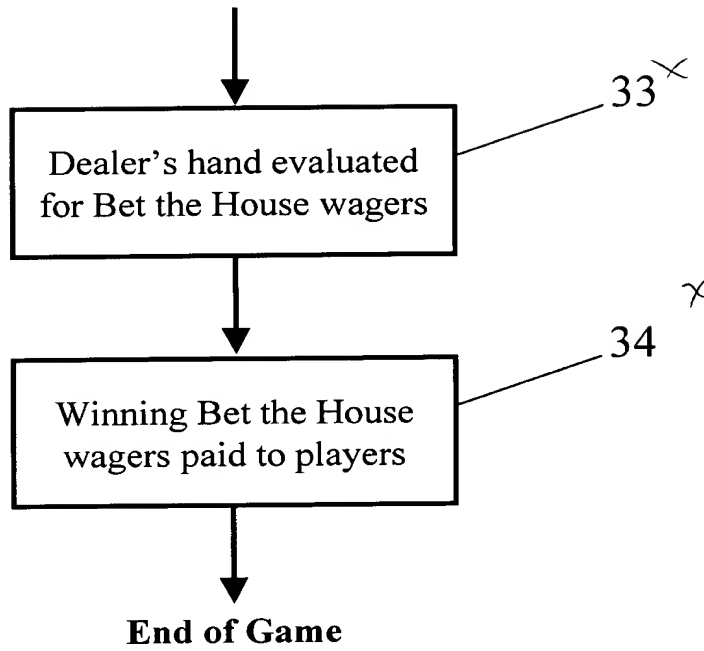 33
Dealer's hand evaluated
for Bet the House wagers
34
Winning Bet the House
wagers paid to players
End of Game